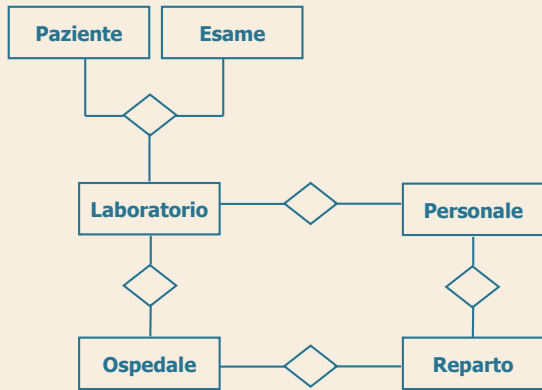 Paziente
Esame
Laboratorio
Personale
Ospedale
Reparto